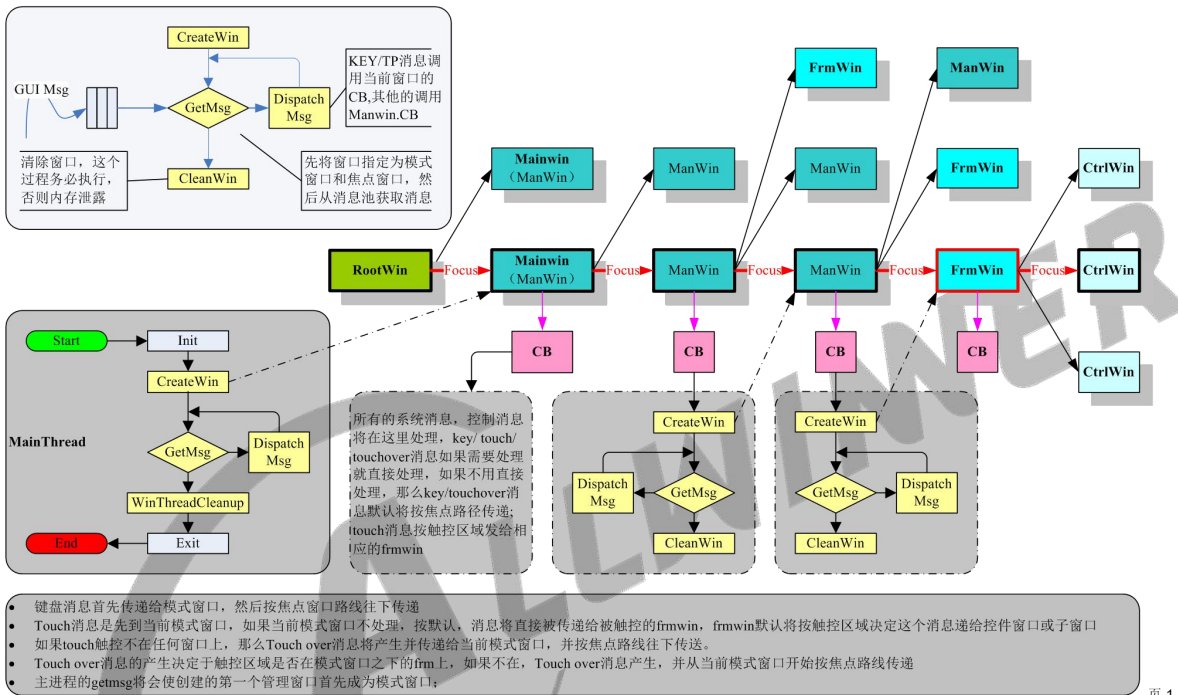 CreateWin
GUI Msg
GetMsg
Dispatch
Msg
KEY/TP消息调
用当前窗口的
CB,其他的调用
Manwin.CB
清除窗口，这个
过程务必执行，
否则内存泄露
CleanWin
先将窗口指定为模式
窗口和焦点窗口，然
后从消息池获取消息
FrmWin
ManWin
Mainwin
（ManWin）
ManWin
ManWin
FrmWin
CtrlWin
RootWin
Focus
Mainwin
（ManWin）
Focus
ManWin
Focus
ManWin
Focus
FrmWin
Focus
CtrlWin
CB
CB
CB
CB
CtrlWin
MainThread
Start
Init
CreateWin
GetMsg
Dispatch
Msg
WinThreadCleanup
End
Exit
所有的系统消息，控制消息
将在这里处理，key/ touch/
touchover消息如果需要处理
就直接处理，如果不用直接
处理，那么key/touchover消
息默认将按焦点路径传递;
touch消息按触控区域发给相
应的frmwin
CreateWin
Dispatch
Msg
GetMsg
CleanWin
CreateWin
GetMsg
Dispatch
Msg
CleanWin
ALLWINNER
• 键盘消息首先传递给模式窗口，然后按焦点窗口路线往下传递
• Touch消息是先到当前模式窗口，如果当前模式窗口不处理，按默认，消息将直接被传递给被触控的frmwin，frmwin默认将按触控区域决定这个消息递给控件窗口或子窗口
• 如果touch触控不在任何窗口上，那么Touch over消息将产生并传递给当前模式窗口，并按焦点路线往下传送。
• Touch over消息的产生决定于触控区域是否在模式窗口之下的frm上，如果不在，Touch over消息产生，并从当前模式窗口开始按焦点路线传递
• 主进程的getmsg将会使创建的第一个管理窗口首先成为模式窗口;
页 1